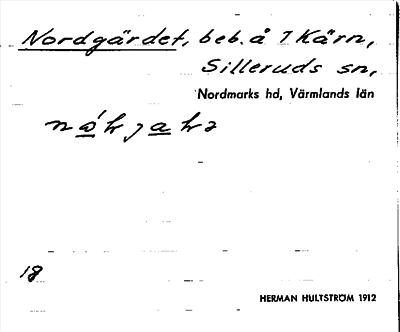 Nordgärdet, beb. å 7 Kärn,
Silleruds sn,
Nordmarks hd, Värmlands län
18
HERMAN HULTSTRÖM 1912